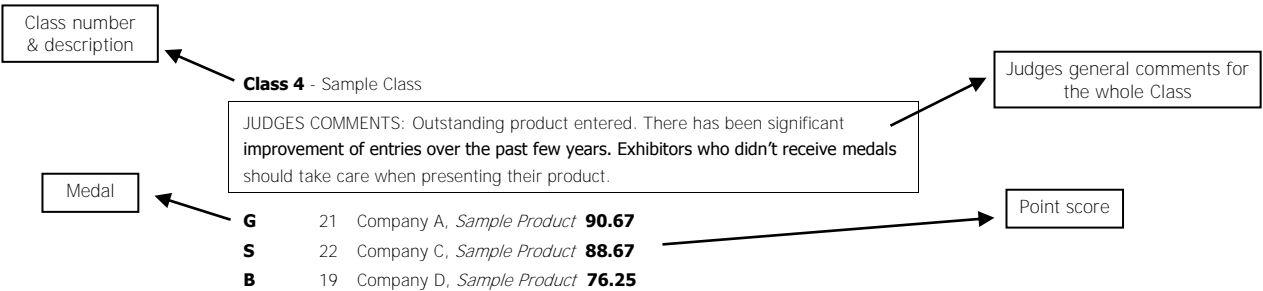 Class number
& description
Class 4 - Sample Class
Judges general comments for
the whole Class
JUDGES COMMENTS: Outstanding product entered. There has been significant
improvement of entries over the past few years. Exhibitors who didn't receive medals
should take care when presenting their product.
Medal
Point score
G 21 Company A, Sample Product 90.67
S 22 Company C, Sample Product 88.67
B 19 Company D, Sample Product 76.25